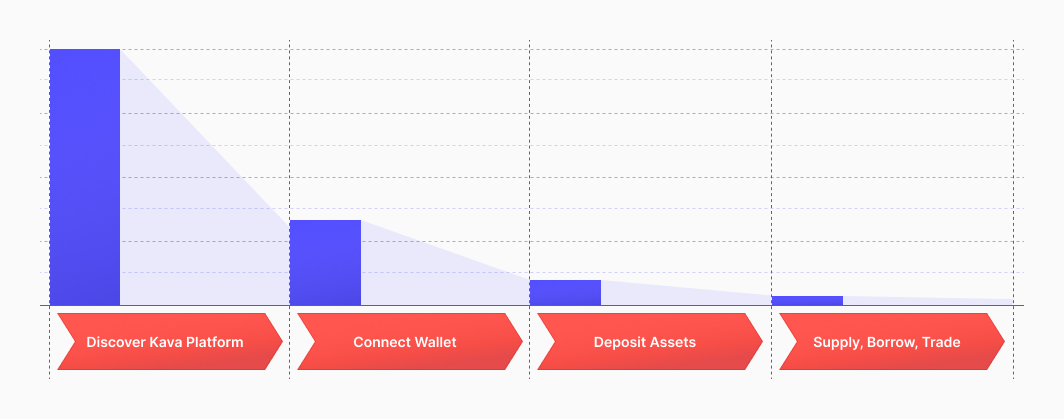 Discover Kava Platform
Connect Wallet
Deposit Assets
Supply, Borrow, Trade